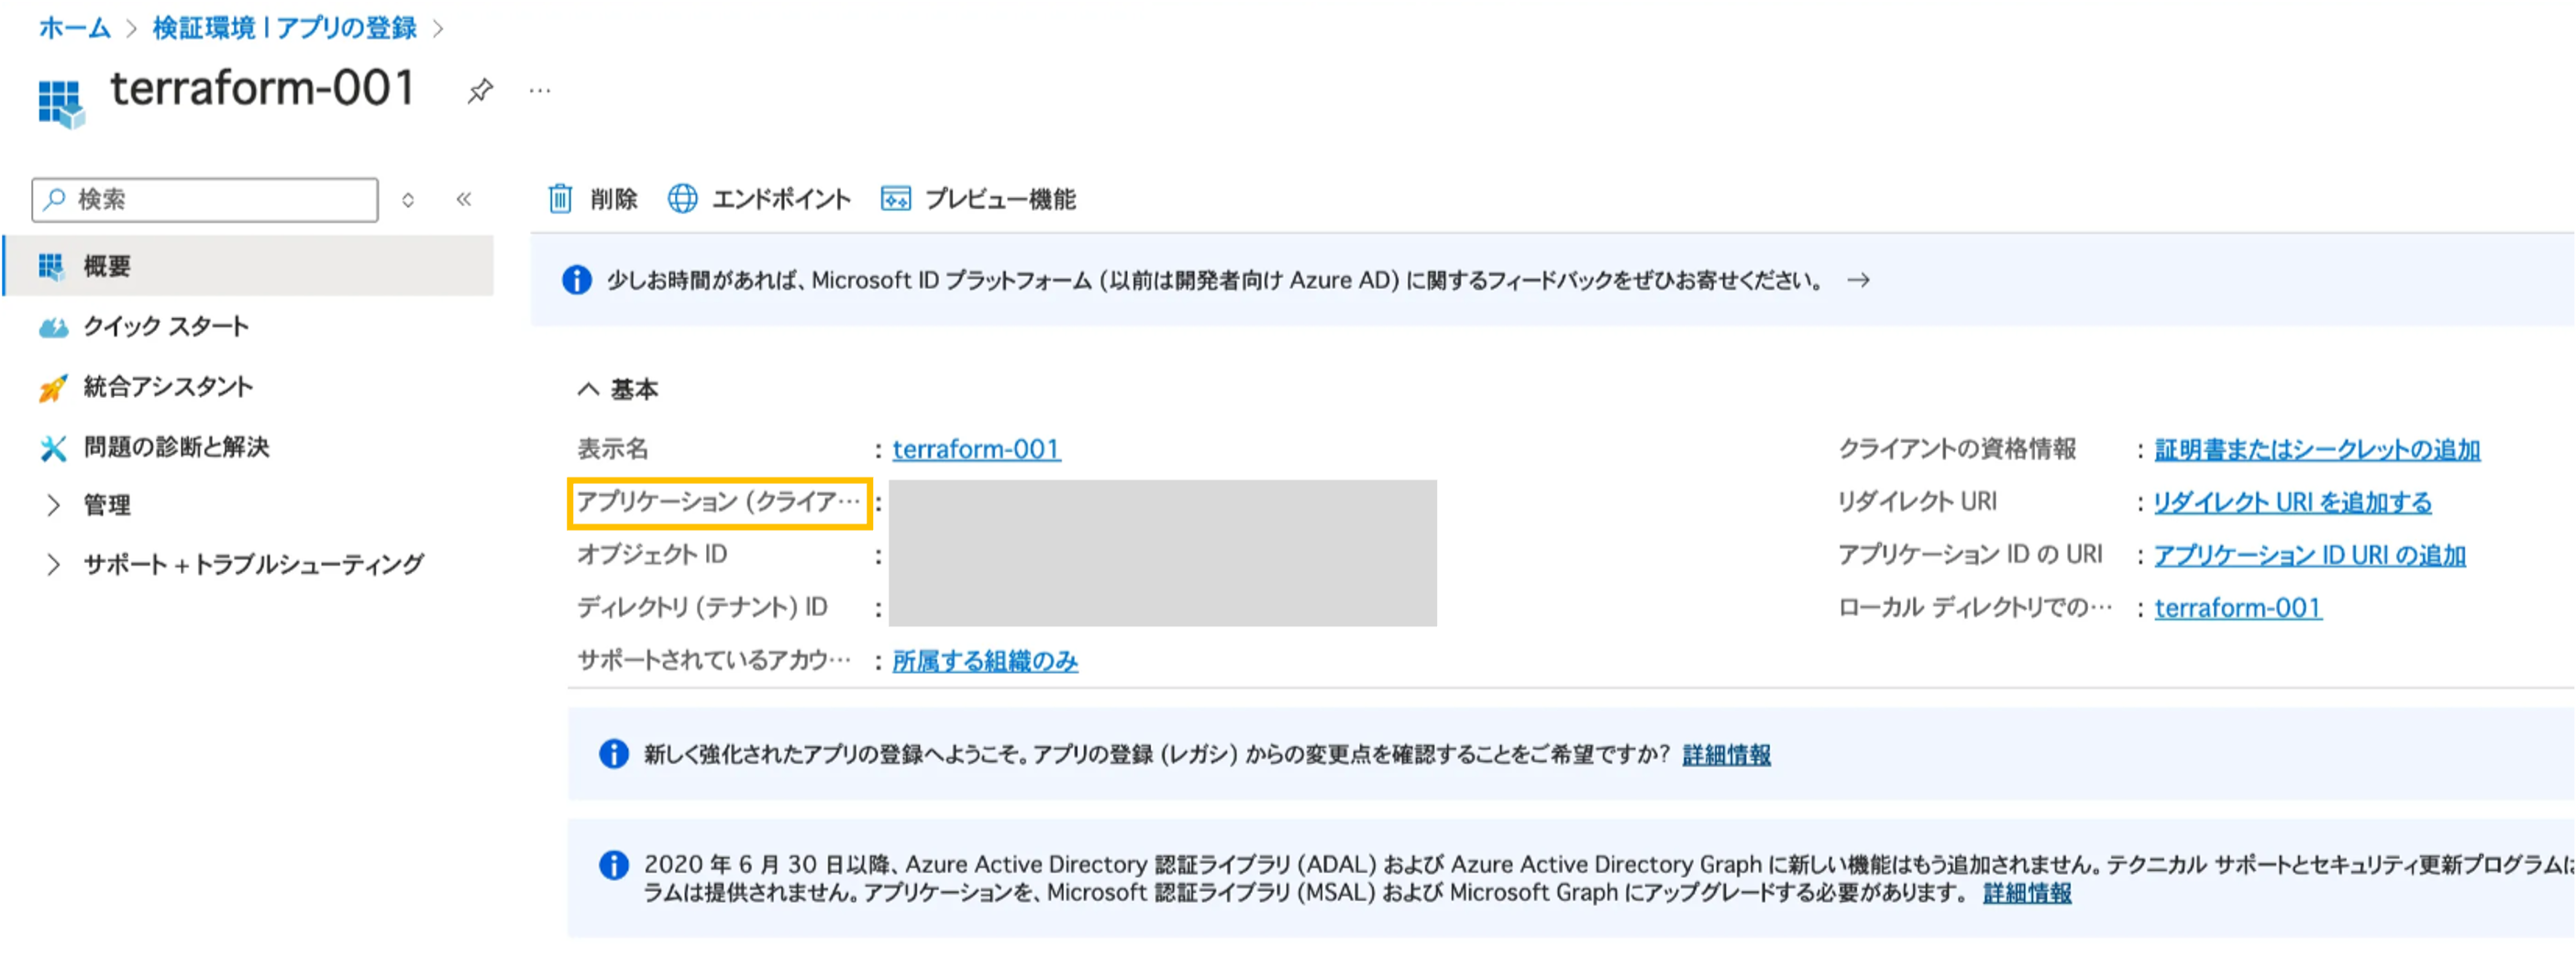 ホーム > 検証環境 | アプリの登録 >
terraform-001 …
検索
削除 エンドポイント プレビュー機能
概要
クイック スタート
統合アシスタント
問題の診断と解決
管理
サポート + トラブルシューティング
少しお時間があれば、Microsoft ID プラットフォーム (以前は開発者向け Azure AD) に関するフィードバックをぜひお寄せください。 →
基本
表示名 : terraform-001
アプリケーション (クライア… :
オブジェクト ID :
ディレクトリ (テナント) ID :
サポートされているアカウ… : 所属する組織のみ
クライアントの資格情報 : 証明書またはシークレットの追加
リダイレクト URI : リダイレクト URI を追加する
アプリケーション ID の URI : アプリケーション ID URI の追加
ローカル ディレクトリでの… : terraform-001
新しく強化されたアプリの登録へようこそ。アプリの登録 (レガシ) からの変更点を確認することをご希望ですか? 詳細情報
2020 年 6 月 30 日以降、Azure Active Directory 認証ライブラリ (ADAL) および Azure Active Directory Graph に新しい機能はもう追加されません。テクニカル サポートとセキュリティ更新プログラムは
ラムは提供されません。アプリケーションを、Microsoft 認証ライブラリ (MSAL) および Microsoft Graph にアップグレードする必要があります。 詳細情報